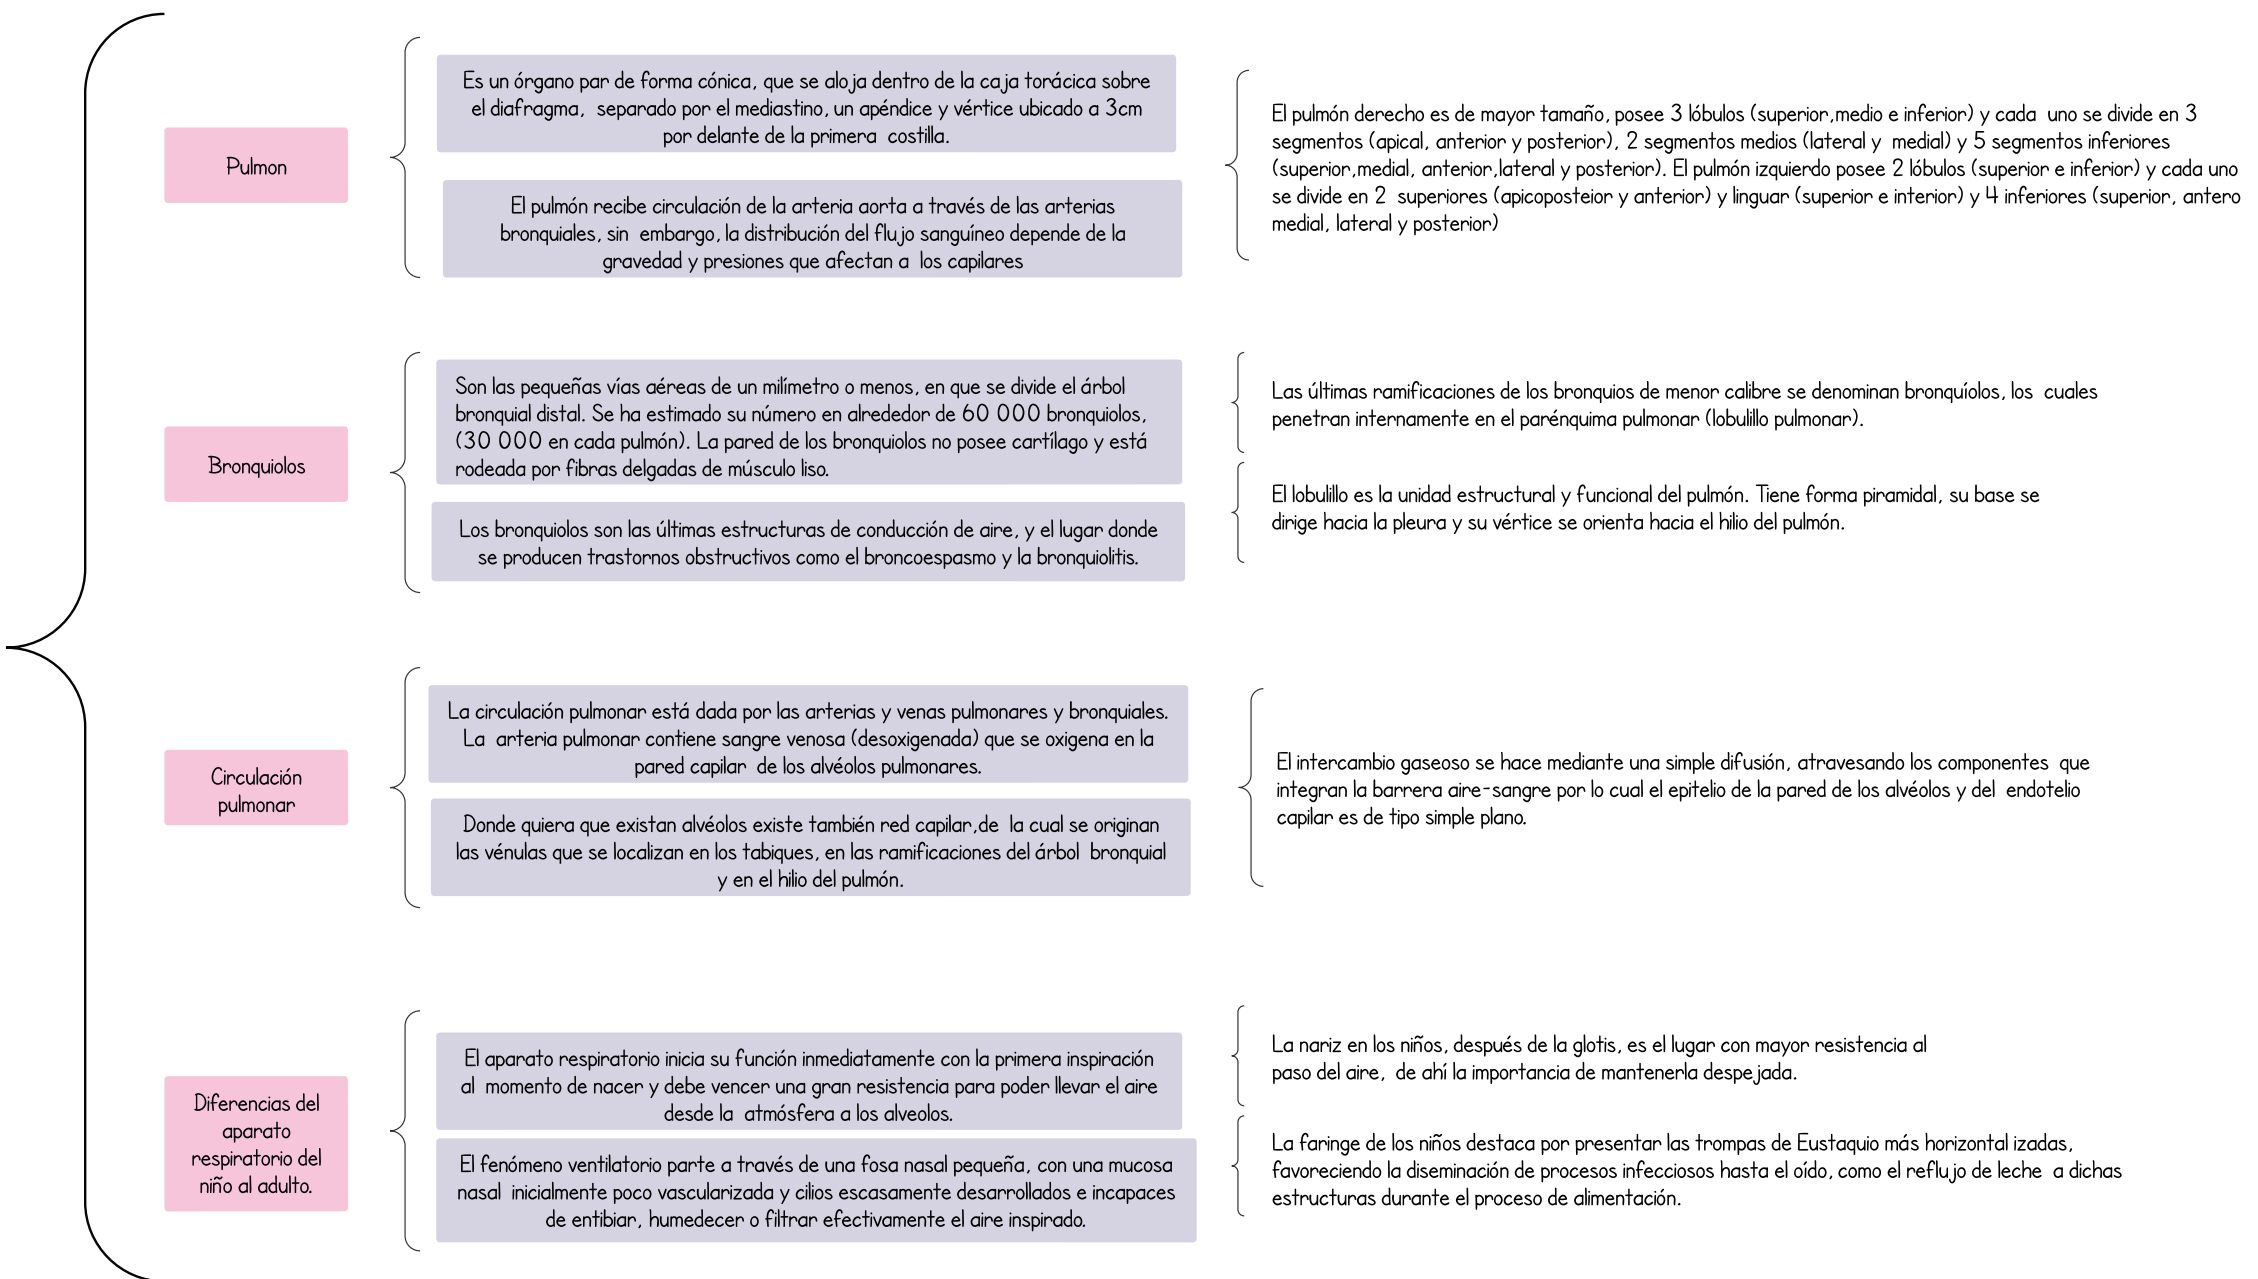 Pulmon
Es un órgano par de forma cónica, que se aloja dentro de la caja torácica sobre
el diafragma, separado por el mediastino, un apéndice y vértice ubicado a 3cm
por delante de la primera costilla.
El pulmón recibe circulación de la arteria aorta a través de las arterias
bronquiales, sin embargo, la distribución del flujo sanguíneo depende de la
gravedad y presiones que afectan a los capilares
El pulmón derecho es de mayor tamaño, posee 3 lóbulos (superior,medio e inferior) y cada uno se divide en 3
segmentos (apical, anterior y posterior), 2 segmentos medios (lateral y medial) y 5 segmentos inferiores
(superior,medial, anterior,lateral y posterior). El pulmón izquierdo posee 2 lóbulos (superior e inferior) y cada uno
se divide en 2 superiores (apicoposteior y anterior) y linguar (superior e interior) y 4 inferiores (superior, antero
medial, lateral y posterior)
Bronquiolos
Son las pequeñas vías aéreas de un milímetro o menos, en que se divide el árbol
bronquial distal. Se ha estimado su número en alrededor de 60 000 bronquiolos,
(30 000 en cada pulmón). La pared de los bronquiolos no posee cartílago y está
rodeada por fibras delgadas de músculo liso.
Los bronquiolos son las últimas estructuras de conducción de aire, y el lugar donde
se producen trastornos obstructivos como el broncoespasmo y la bronquiolitis.
Las últimas ramificaciones de los bronquios de menor calibre se denominan bronquíolos, los cuales
penetran internamente en el parénquima pulmonar (lobulillo pulmonar).
El lobulillo es la unidad estructural y funcional del pulmón. Tiene forma piramidal, su base se
dirige hacia la pleura y su vértice se orienta hacia el hilio del pulmón.
Circulación
pulmonar
La circulación pulmonar está dada por las arterias y venas pulmonares y bronquiales.
La arteria pulmonar contiene sangre venosa (desoxigenada) que se oxigena en la
pared capilar de los alvéolos pulmonares.
Donde quiera que existan alvéolos existe también red capilar,de la cual se originan
las vénulas que se localizan en los tabiques, en las ramificaciones del árbol bronquial
y en el hilio del pulmón.
El intercambio gaseoso se hace mediante una simple difusión, atravesando los componentes que
integran la barrera aire-sangre por lo cual el epitelio de la pared de los alvéolos y del endotelio
capilar es de tipo simple plano.
Diferencias del
aparato
respiratorio del
niño al adulto.
El aparato respiratorio inicia su función inmediatamente con la primera inspiración
al momento de nacer y debe vencer una gran resistencia para poder llevar el aire
desde la atmósfera a los alveolos.
El fenómeno ventilatorio parte a través de una fosa nasal pequeña, con una mucosa
nasal inicialmente poco vascularizada y cilios escasamente desarrollados e incapaces
de entibiar, humedecer o filtrar efectivamente el aire inspirado.
La nariz en los niños, después de la glotis, es el lugar con mayor resistencia al
paso del aire, de ahí la importancia de mantenerla despejada.
La faringe de los niños destaca por presentar las trompas de Eustaquio más horizontal izadas,
favoreciendo la diseminación de procesos infecciosos hasta el oído, como el reflujo de leche a dichas
estructuras durante el proceso de alimentación.